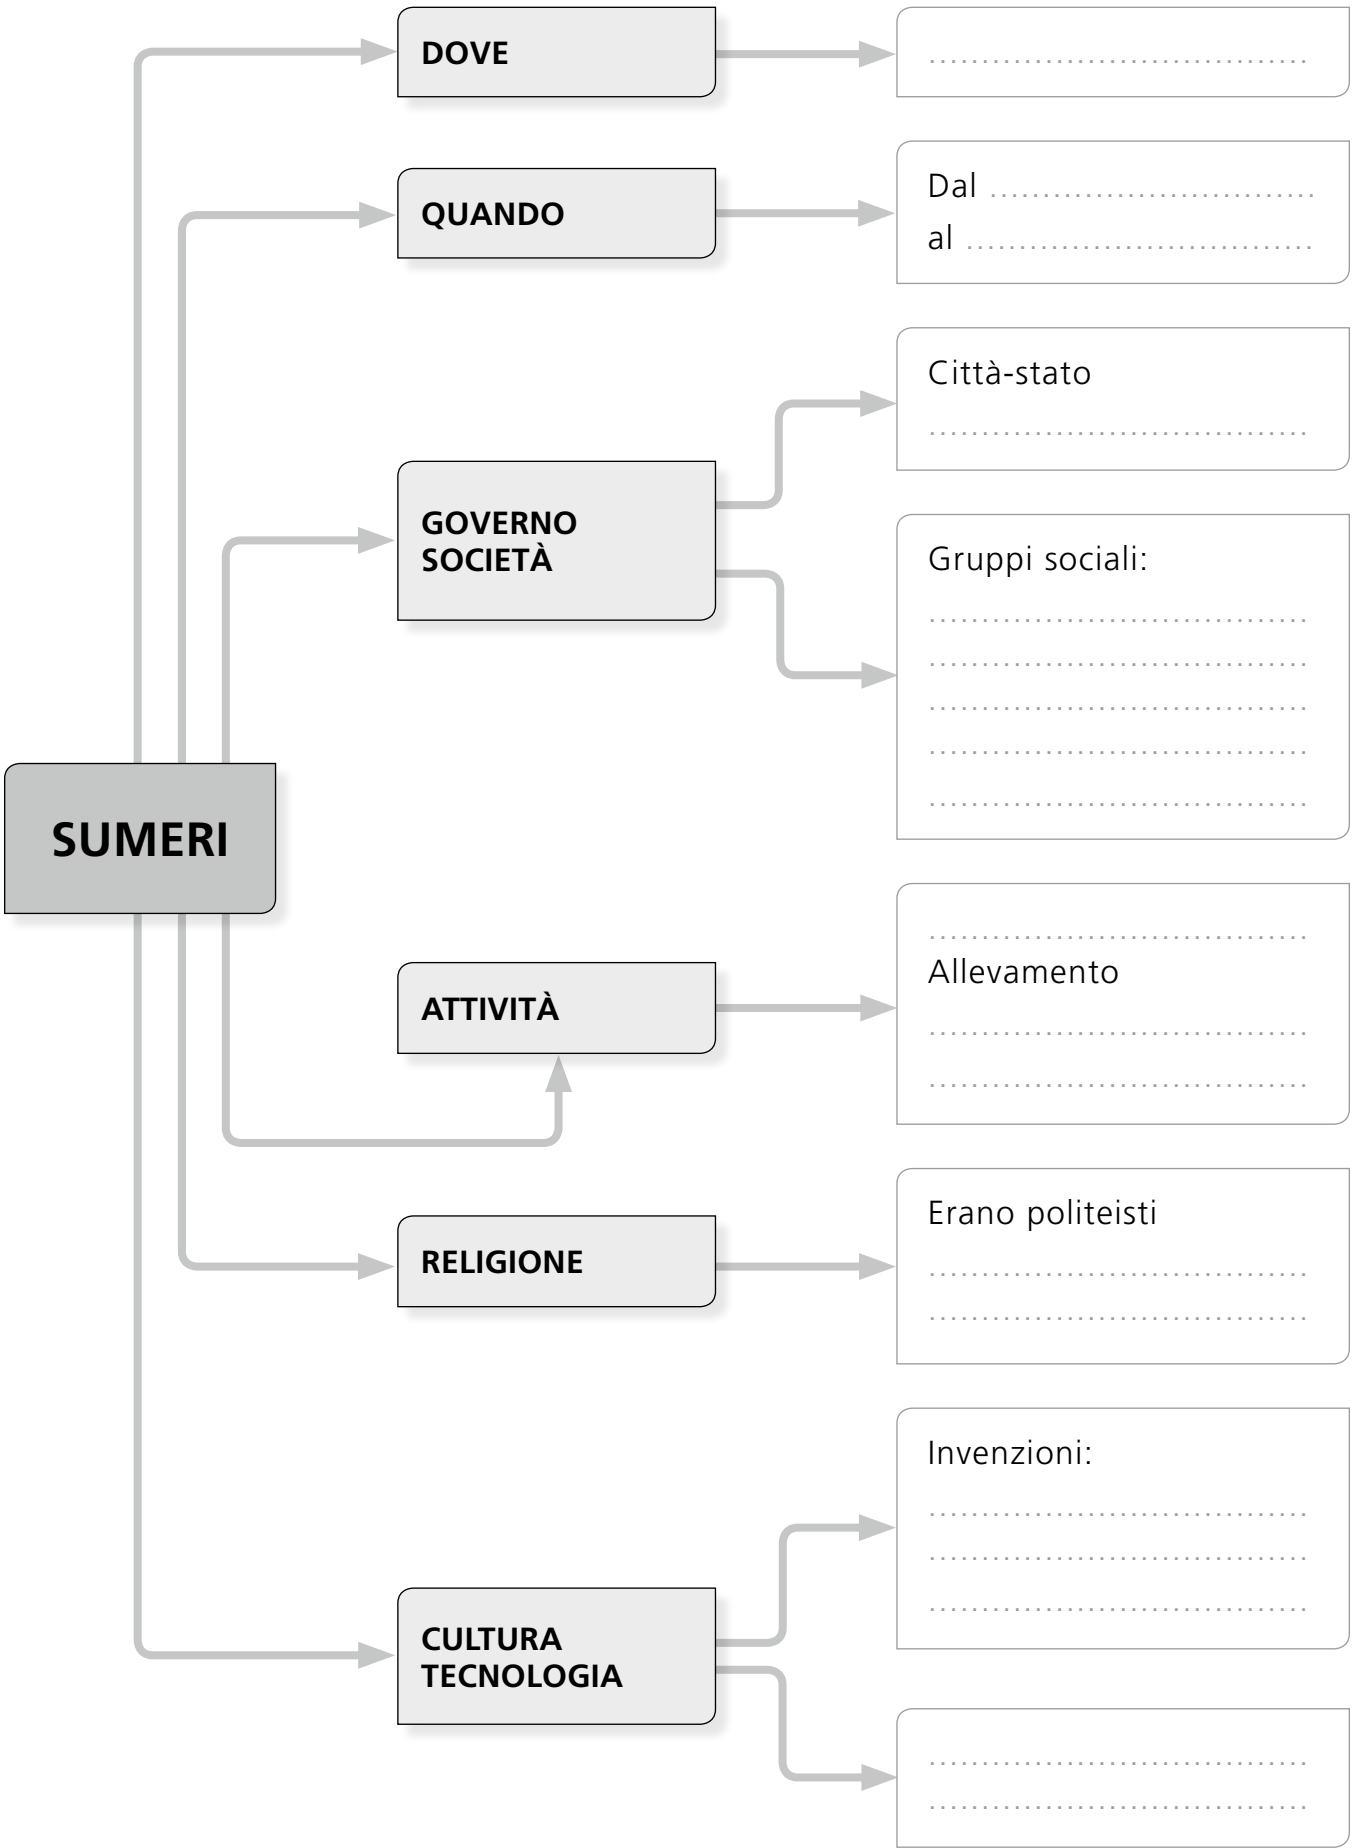 DOVE
QUANDO
Dal
al
Città-stato
GOVERNO
SOCIETÀ
Gruppi sociali:
SUMERI
ATTIVITÀ
Allevamento
RELIGIONE
Erano politeisti
Invenzioni:
CULTURA
TECNOLOGIA